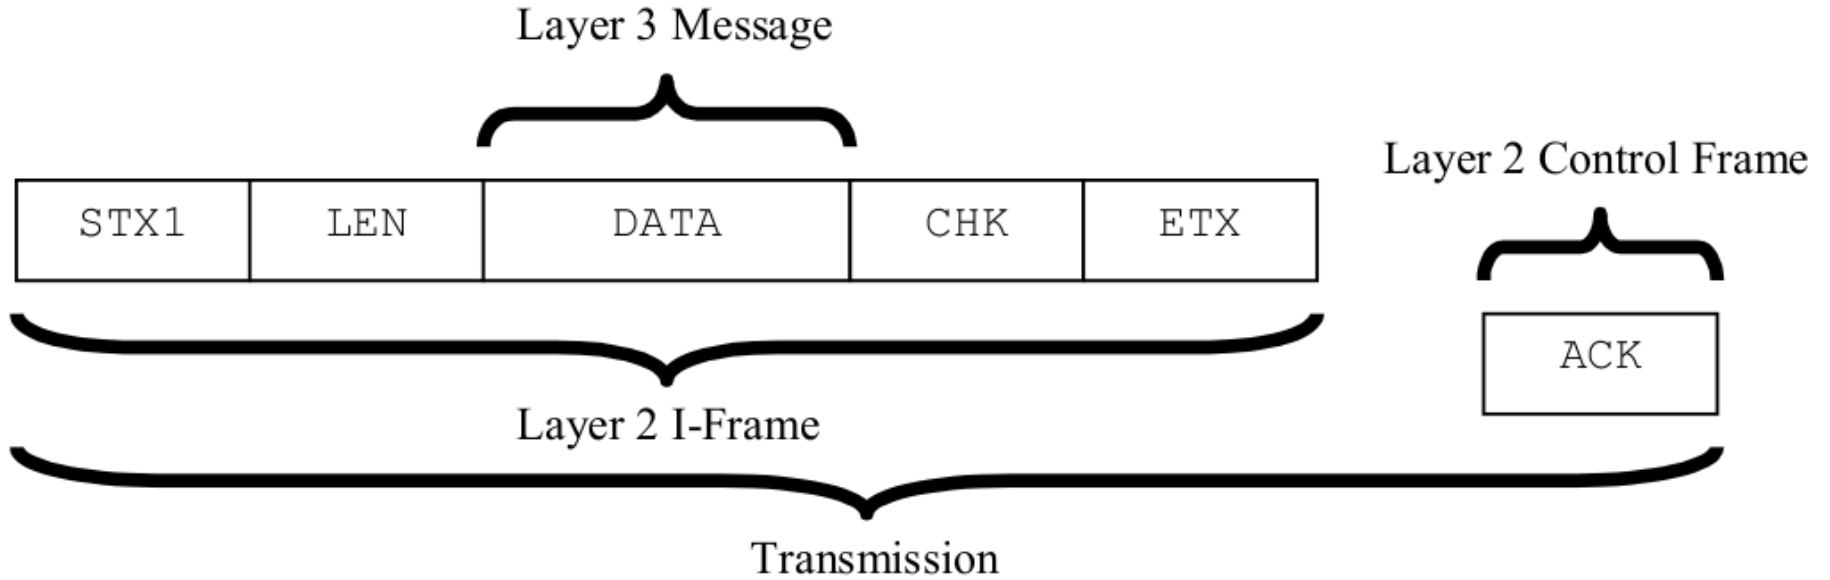 Layer 3 Message
Layer 2 Control Frame
STX1 LEN DATA CHK ETX
ACK
Layer 2 I-Frame
Transmission